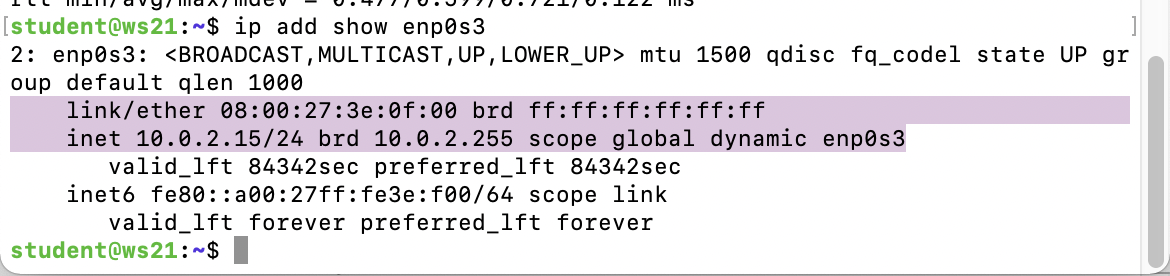 rtt min/avg/max/mdev = 0.477/0.599/0.721/0.122 ms
[student@ws21:~$ ip add show enp0s3 ]
2: enp0s3: <BROADCAST,MULTICAST,UP,LOWER_UP> mtu 1500 qdisc fq_codel state UP gr
oup default qlen 1000
    link/ether 08:00:27:3e:0f:00 brd ff:ff:ff:ff:ff:ff
    inet 10.0.2.15/24 brd 10.0.2.255 scope global dynamic enp0s3
       valid_lft 84342sec preferred_lft 84342sec
    inet6 fe80::a00:27ff:fe3e:f00/64 scope link
       valid_lft forever preferred_lft forever
student@ws21:~$